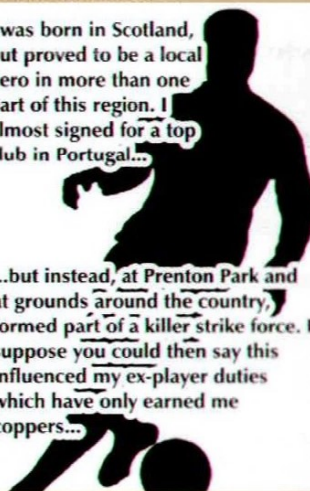 was born in Scotland,
ut proved to be a local
ero in more than one
art of this region. I
lmost signed for a top
lub in Portugal...
..but instead, at Prenton Park and
t grounds around the country,
ormed part of a killer strike force. I
uppose you could then say this
nfluenced my ex-player duties
which have only earned me
oppers...